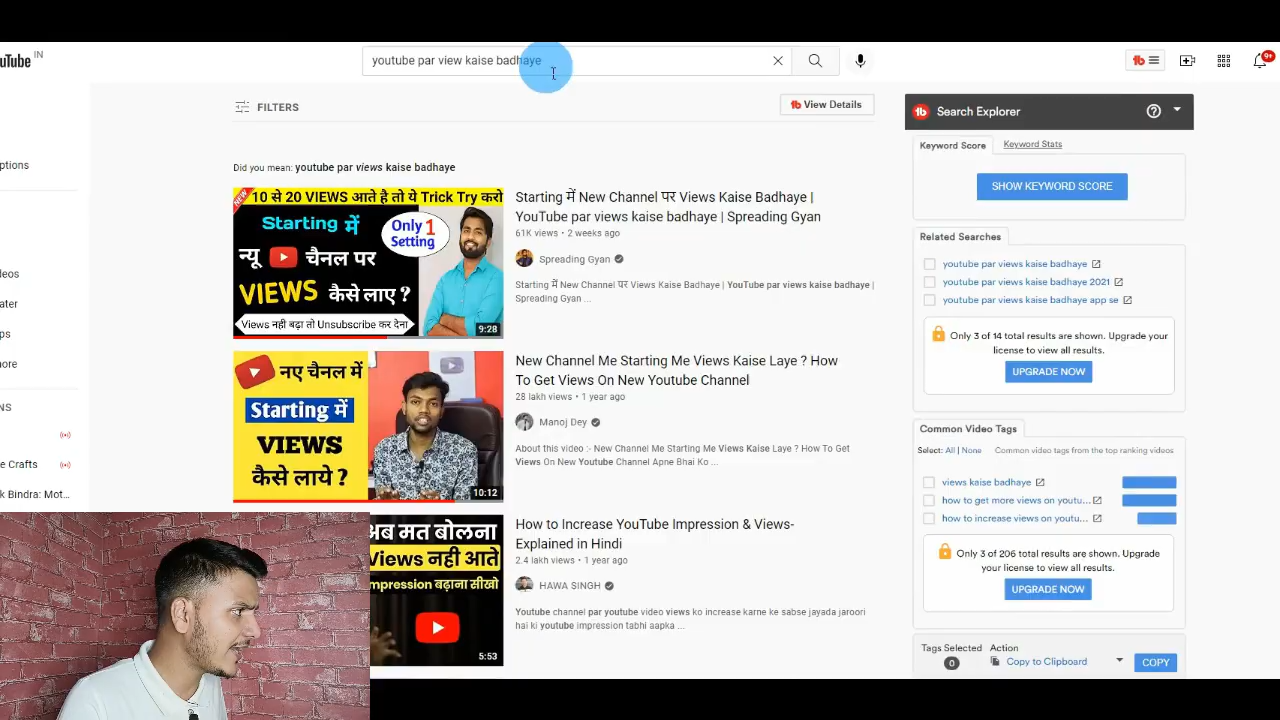 uTube IN
youtube par view kaise badhaye
9+
FILTERS
View Details
Search Explorer
ptions
Keyword Score
Keyword Stats
Did you mean: youtube par views kaise badhaye
SHOW KEYWORD SCORE
NEW
10 से 20 VIEWS आते है तो ये Trick Try करो
Starting में
न्यू चैनल पर
VIEWS कैसे लाए ?
Only 1
Setting
Views नही बढ़ा तो Unsubscribe कर देना
9:28
Starting में New Channel पर Views Kaise Badhaye |
YouTube par views kaise badhaye | Spreading Gyan
61K views • 2 weeks ago
Spreading Gyan
Starting में New Channel पर Views Kaise Badhaye | YouTube par views kaise badhaye |
Spreading Gyan ...
Related Searches
youtube par views kaise badhaye
youtube par views kaise badhaye 2021
youtube par views kaise badhaye app se
Only 3 of 14 total results are shown. Upgrade your
license to view all results.
UPGRADE NOW
deos
ater
ps
ore
NS
e Crafts
k Bindra: Mot...
नए चैनल में
Starting में
VIEWS
कैसे लाये ?
10:12
New Channel Me Starting Me Views Kaise Laye ? How
To Get Views On New Youtube Channel
28 lakh views • 1 year ago
Manoj Dey
About this video :- New Channel Me Starting Me Views Kaise Laye ? How To Get
Views On New Youtube Channel Apne Bhai Ko ...
Common Video Tags
Select: All | None
Common video tags from the top ranking videos
views kaise badhaye
how to get more views on youtu...
how to increase views on youtu...
Only 3 of 206 total results are shown. Upgrade
your license to view all results.
UPGRADE NOW
अब मत बोलना
Views नही आते
mpression बढ़ाना सीखो
5:53
How to Increase YouTube Impression & Views-
Explained in Hindi
2.4 lakh views • 1 year ago
HAWA SINGH
Youtube channel par youtube video views ko increase karne ke sabse jayada jaroori
hai ki youtube impression tabhi aapka ...
Tags Selected
0
Action
Copy to Clipboard
COPY